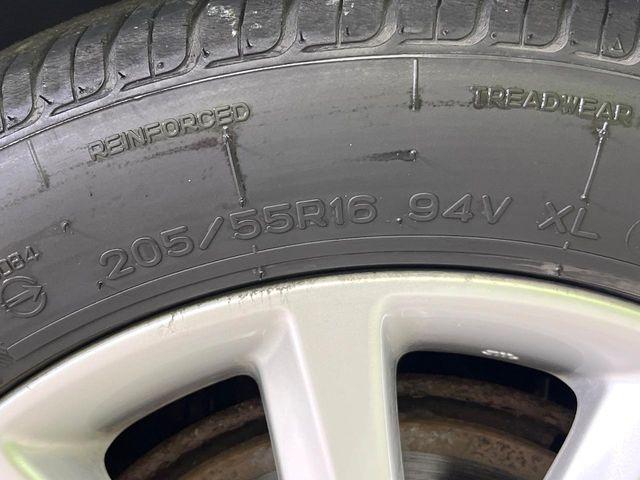 REINFORCED
TREADWEAR
205/55R16 94V XL